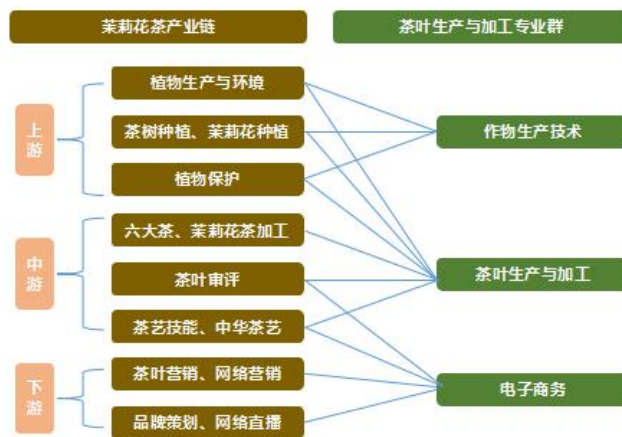 茉莉花茶产业链
茶叶生产与加工专业群
上游
植物生产与环境
茶树种植、茉莉花种植
植物保护
作物生产技术
中游
六大茶、茉莉花茶加工
茶叶审评
茶艺技能、中华茶艺
茶叶生产与加工
下游
茶叶营销、网络营销
品牌策划、网络直播
电子商务